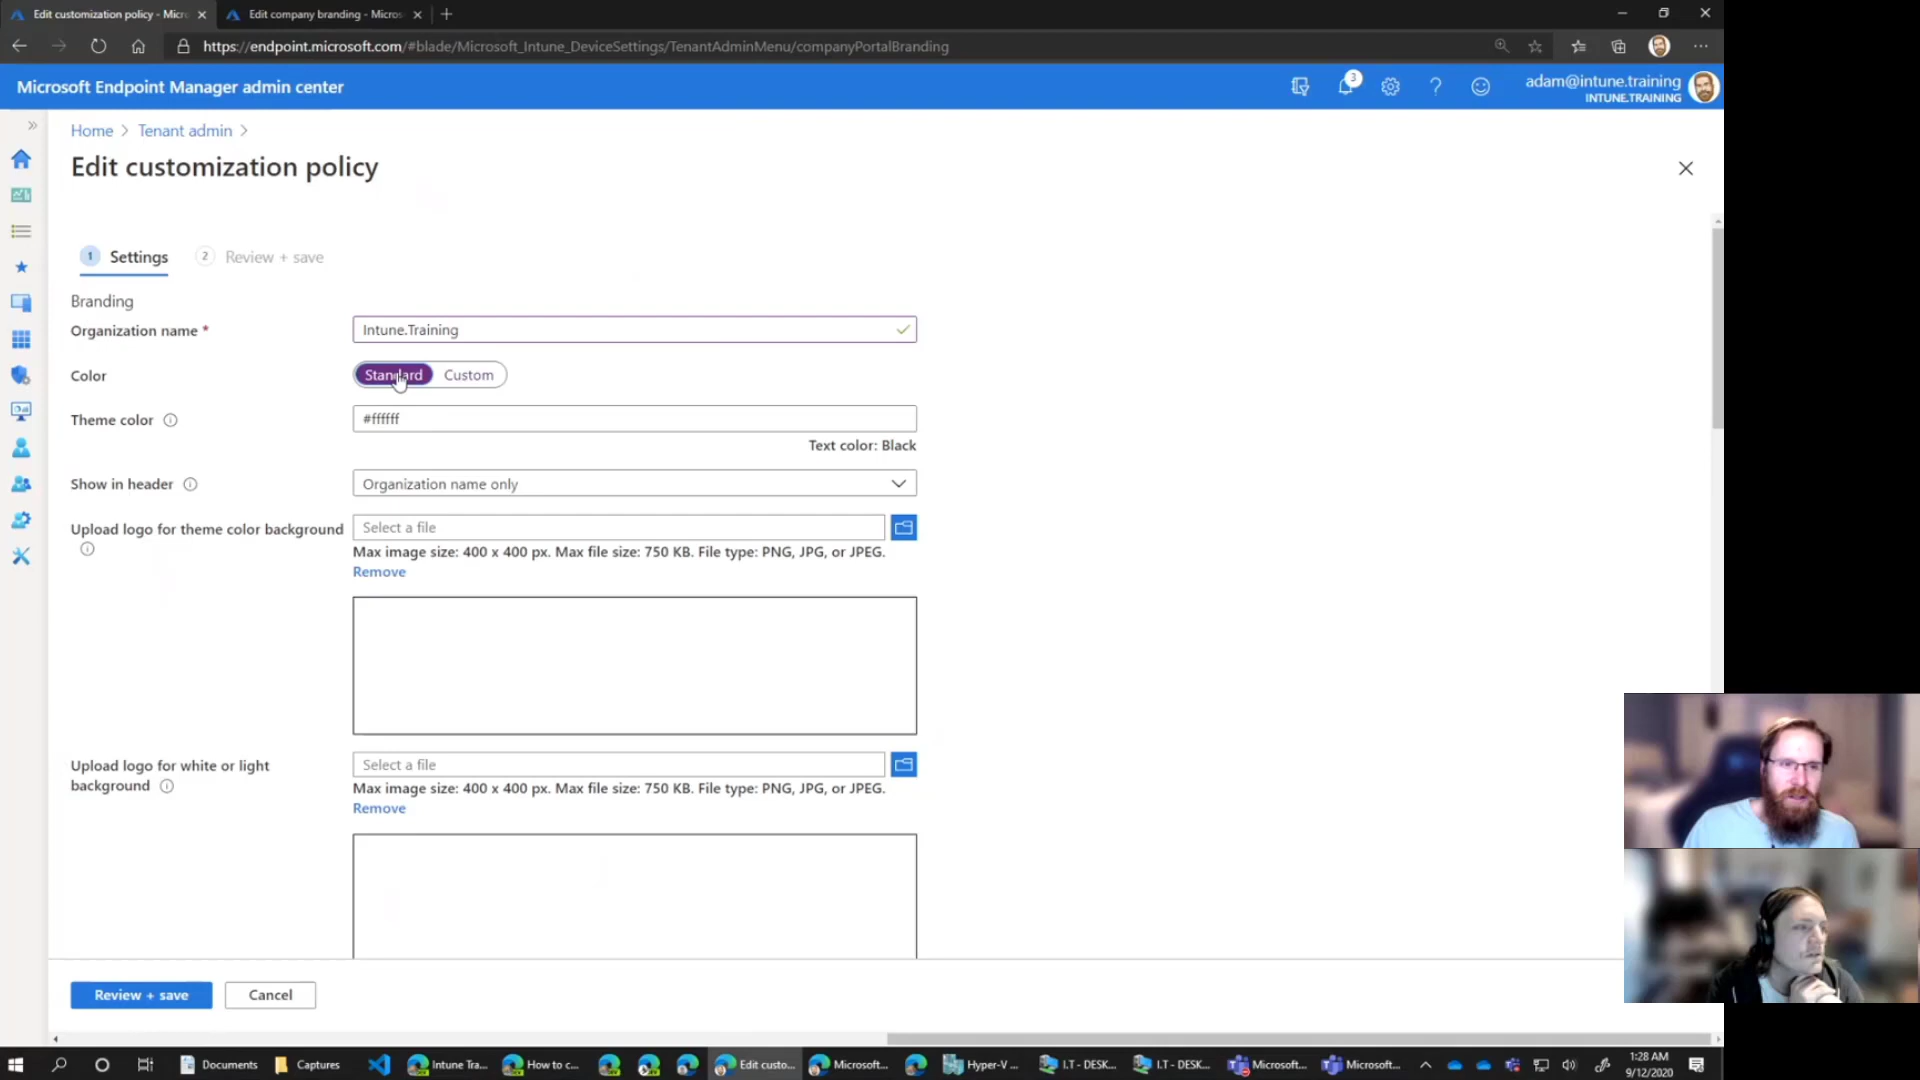 Edit customization policy - Micro
Edit company branding - Micros
https://endpoint.microsoft.com/#blade/Microsoft_Intune_DeviceSettings/TenantAdminMenu/companyPortalBranding
Microsoft Endpoint Manager admin center
3
adam@intune.training
INTUNE.TRAINING
Home > Tenant admin >
Edit customization policy
1 Settings
2 Review + save
Branding
Organization name *
Intune.Training
Color
Standard Custom
Theme color
#ffffff
Text color: Black
Show in header
Organization name only
Upload logo for theme color background
Select a file
Max image size: 400 x 400 px. Max file size: 750 KB. File type: PNG, JPG, or JPEG.
Remove
Upload logo for white or light
background
Select a file
Max image size: 400 x 400 px. Max file size: 750 KB. File type: PNG, JPG, or JPEG.
Remove
Review + save
Cancel
Documents
Captures
Intune Tra...
How to c...
Edit custo...
Microsoft...
Hyper-V ...
I.T - DESK...
I.T - DESK...
Microsoft...
Microsoft...
1:28 AM
9/12/2020